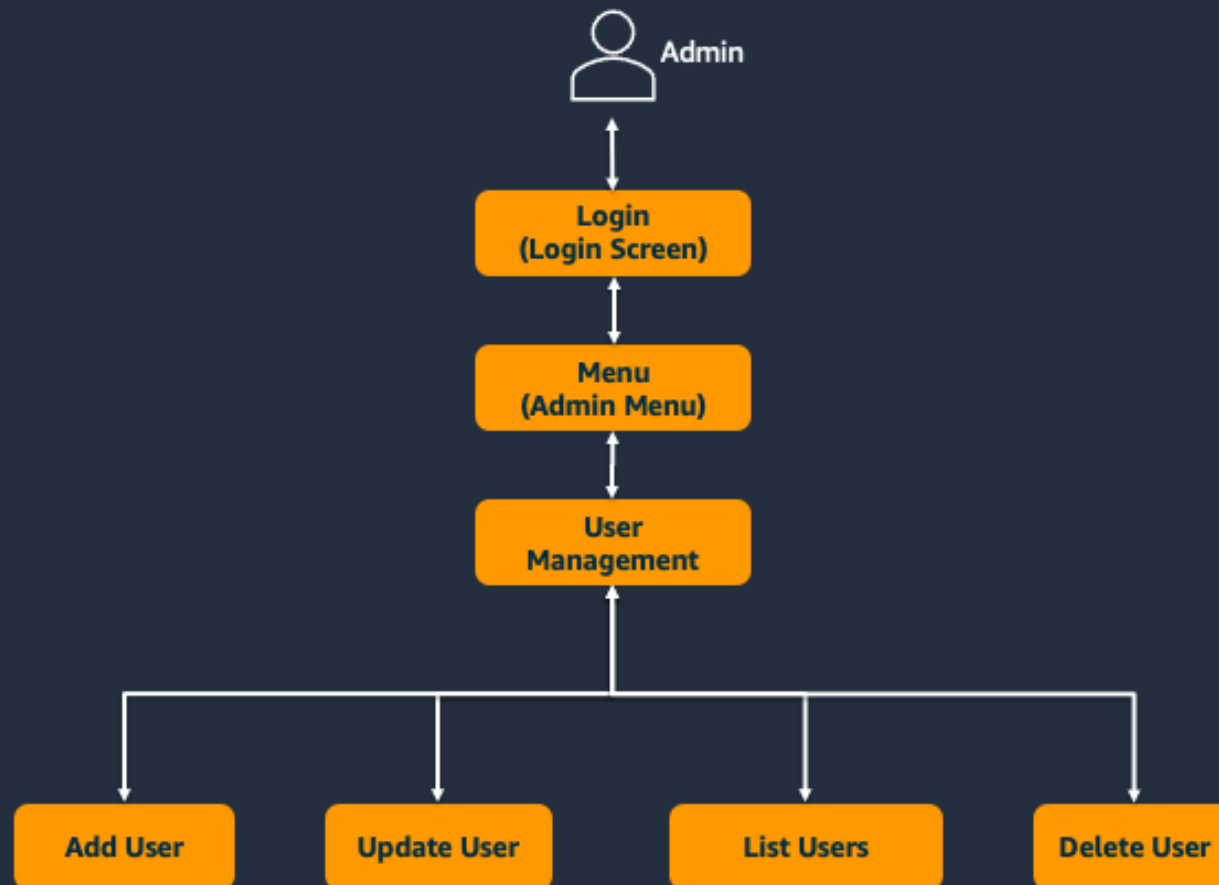 Admin
Login
(Login Screen)
Menu
(Admin Menu)
User
Management
Add User
Update User
List Users
Delete User